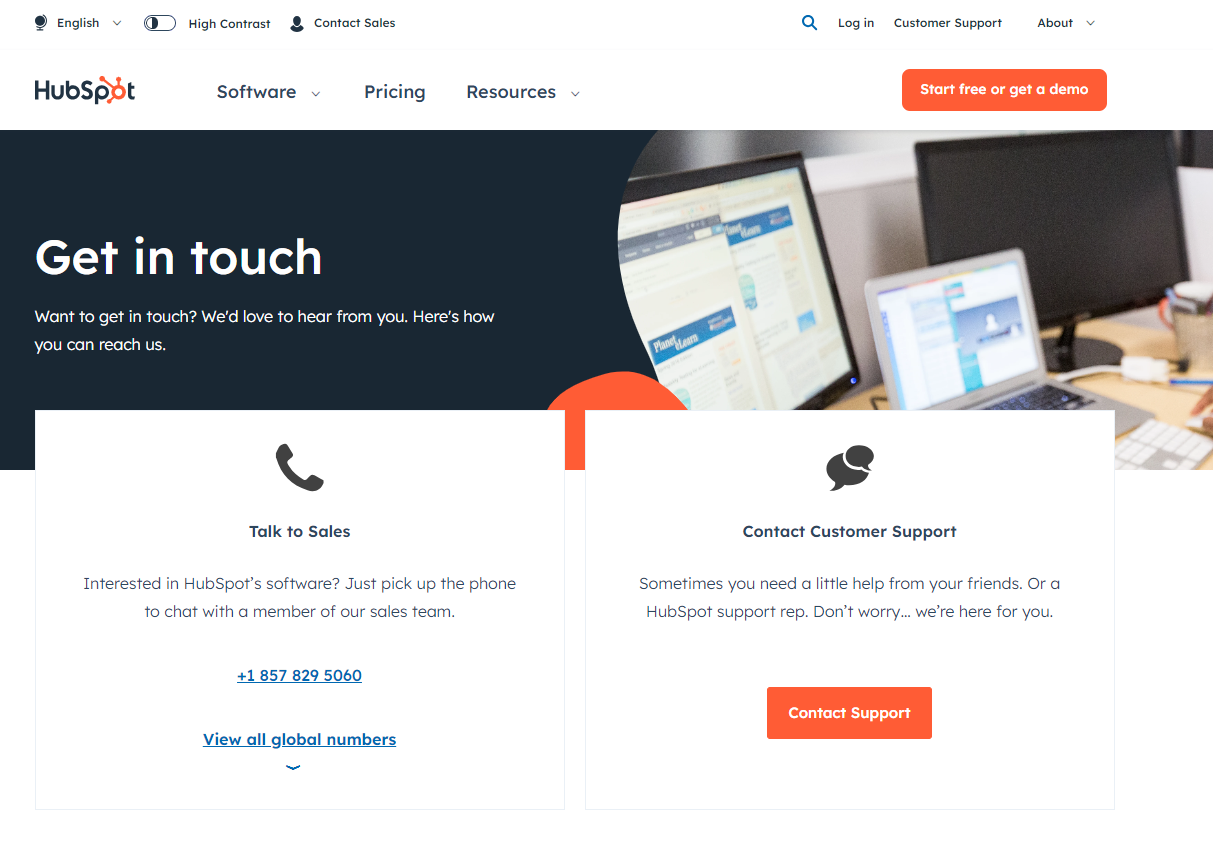 English
High Contrast
Contact Sales
Log in
Customer Support
About
HubSpot
Software
Pricing
Resources
Start free or get a demo
Get in touch
Want to get in touch? We'd love to hear from you. Here's how
you can reach us.
Planet
eLearn
Talk to Sales
Interested in HubSpot’s software? Just pick up the phone
to chat with a member of our sales team.
+1 857 829 5060
View all global numbers
Contact Customer Support
Sometimes you need a little help from your friends. Or a
HubSpot support rep. Don’t worry... we’re here for you.
Contact Support